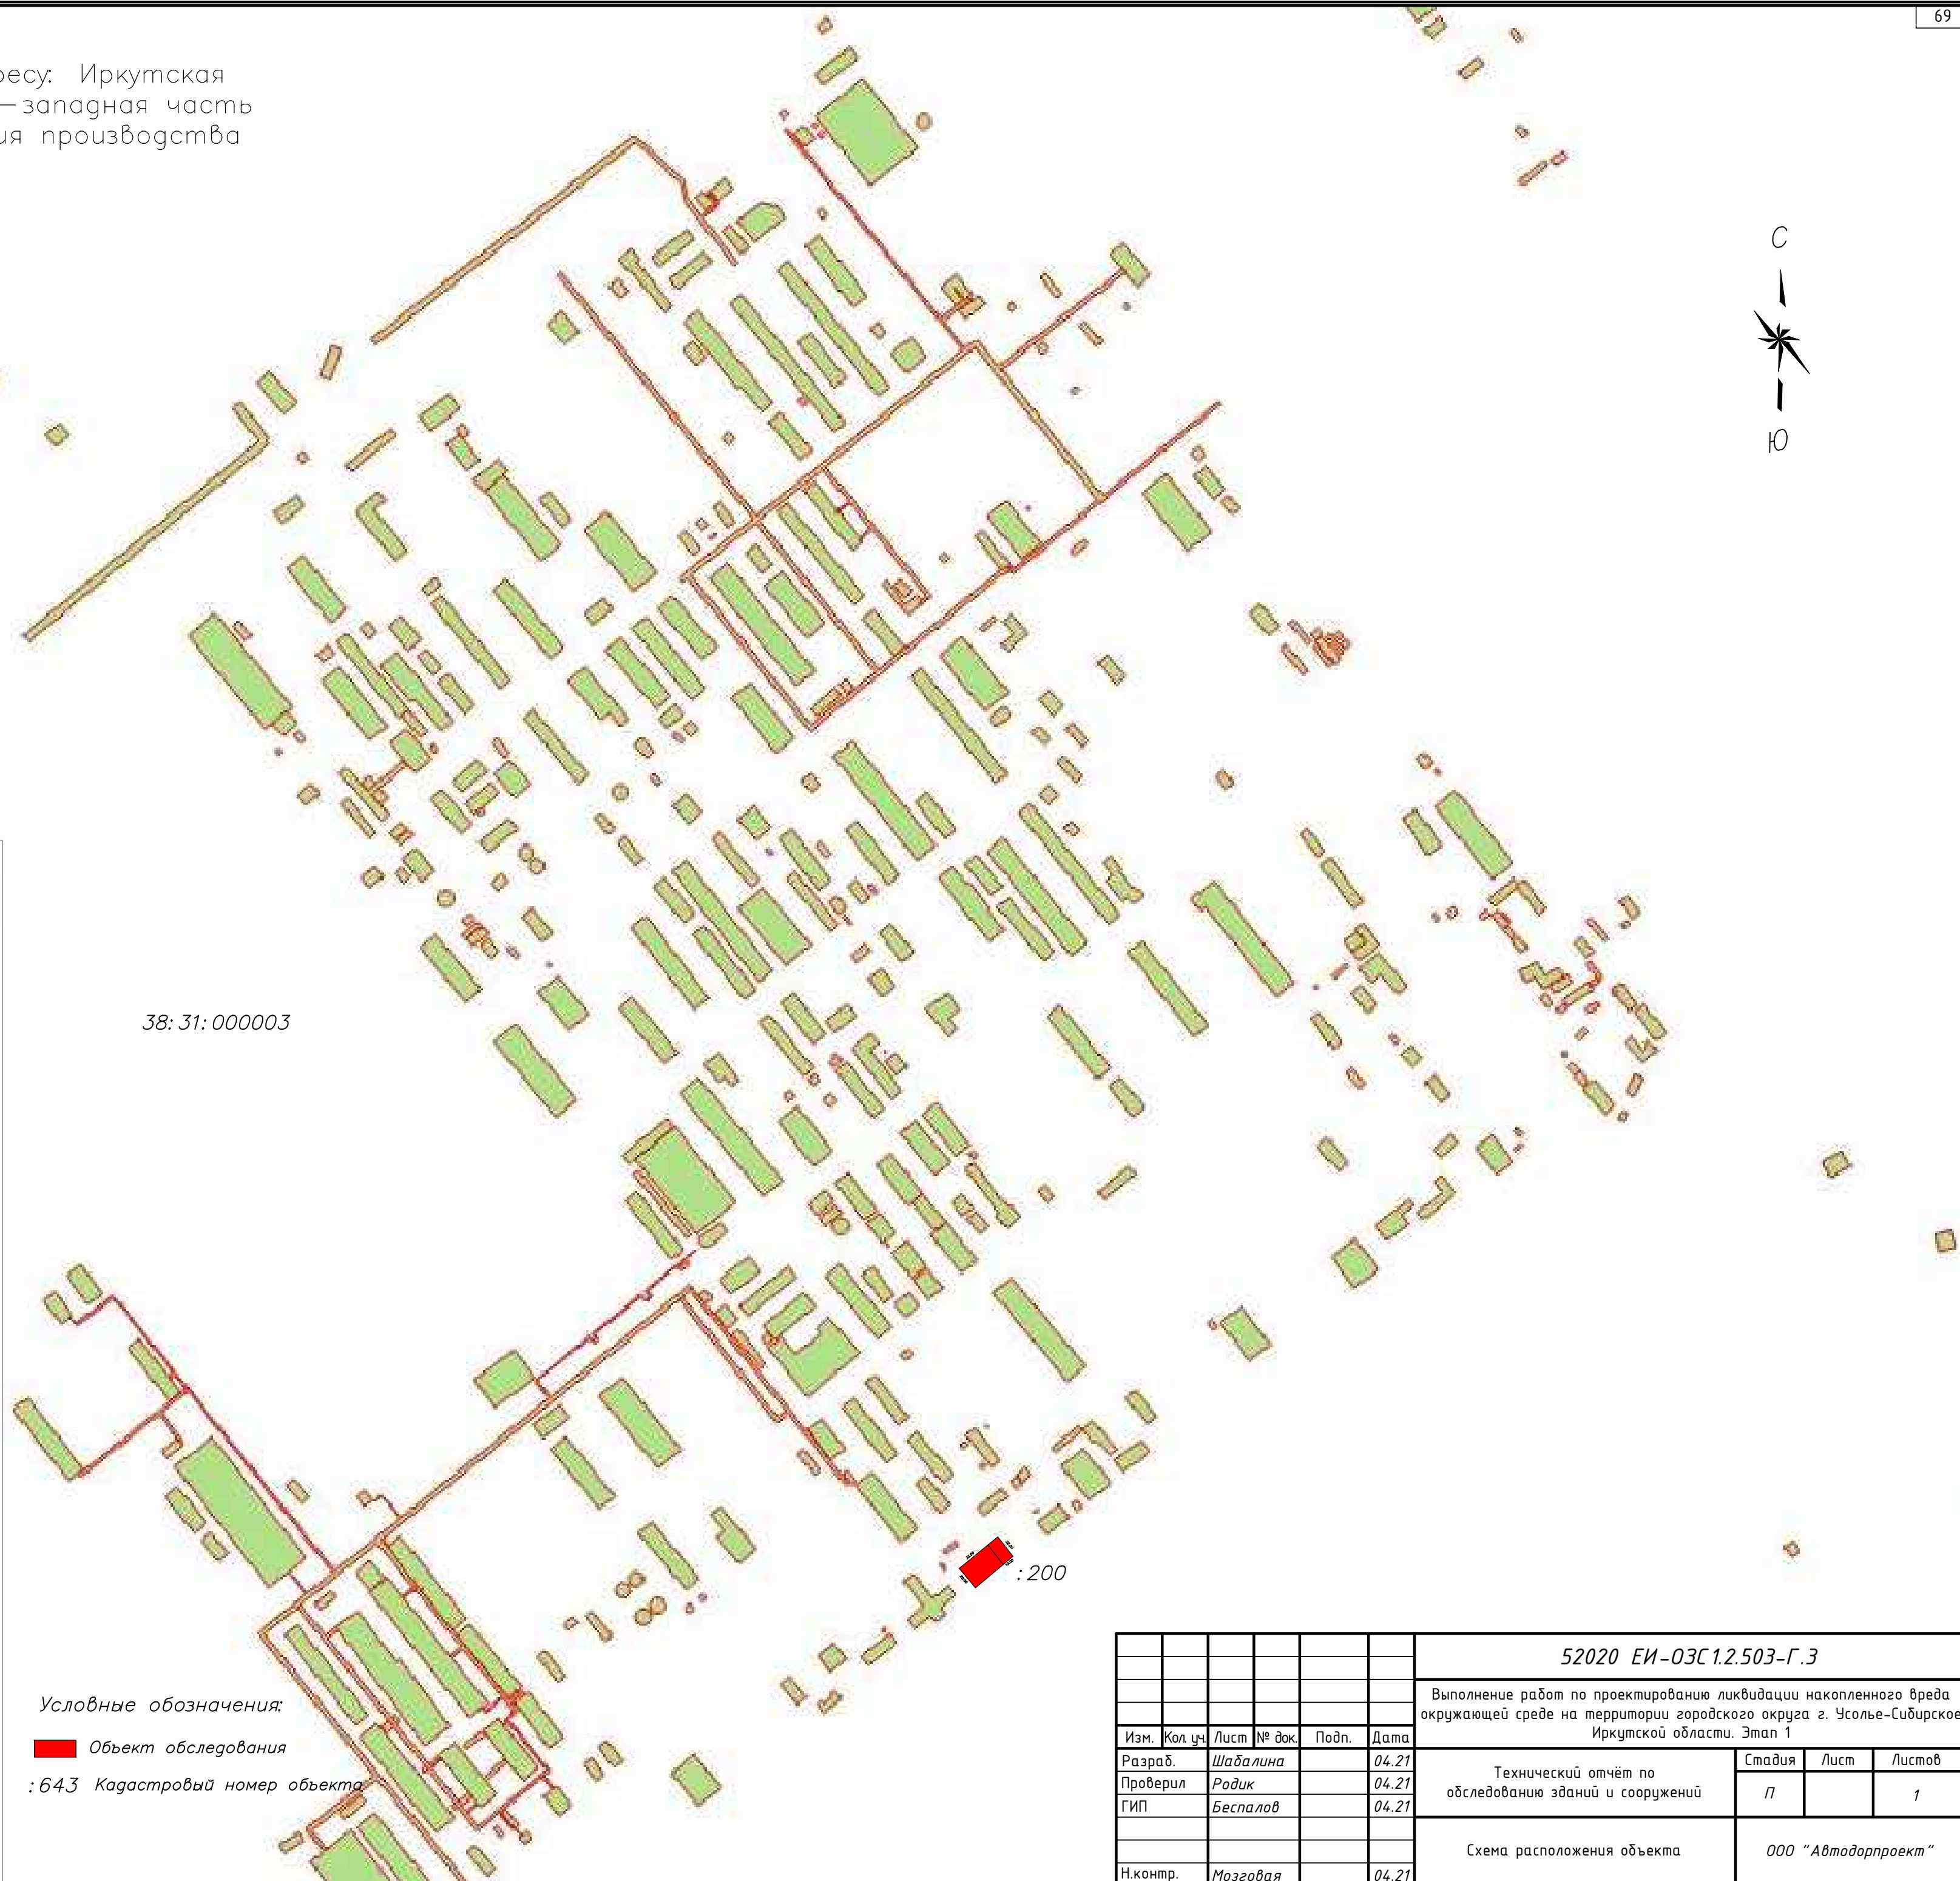 69
ресу: Иркутская
–западная часть
ия производства
С
Ю
38:31:000003
:200
Условные обозначения:
Объект обследования
:643 Кадастровый номер объекта
52020 ЕИ-ОЗС1.2.503-Г.3
Выполнение работ по проектированию ликвидации накопленного вреда
окружающей среде на территории городского округа г. Усолье-Сибирское
Иркутской области. Этап 1
Изм. Кол. уч. Лист № док. Подп. Дата
Разраб. Шабалина 04.21
Проверил Родик 04.21
ГИП Беспалов 04.21
Н.контр. Мозговая 04.21
Технический отчёт по
обследованию зданий и сооружений
Стадия Лист Листов
П 1
Схема расположения объекта
ООО "Автодорпроект"